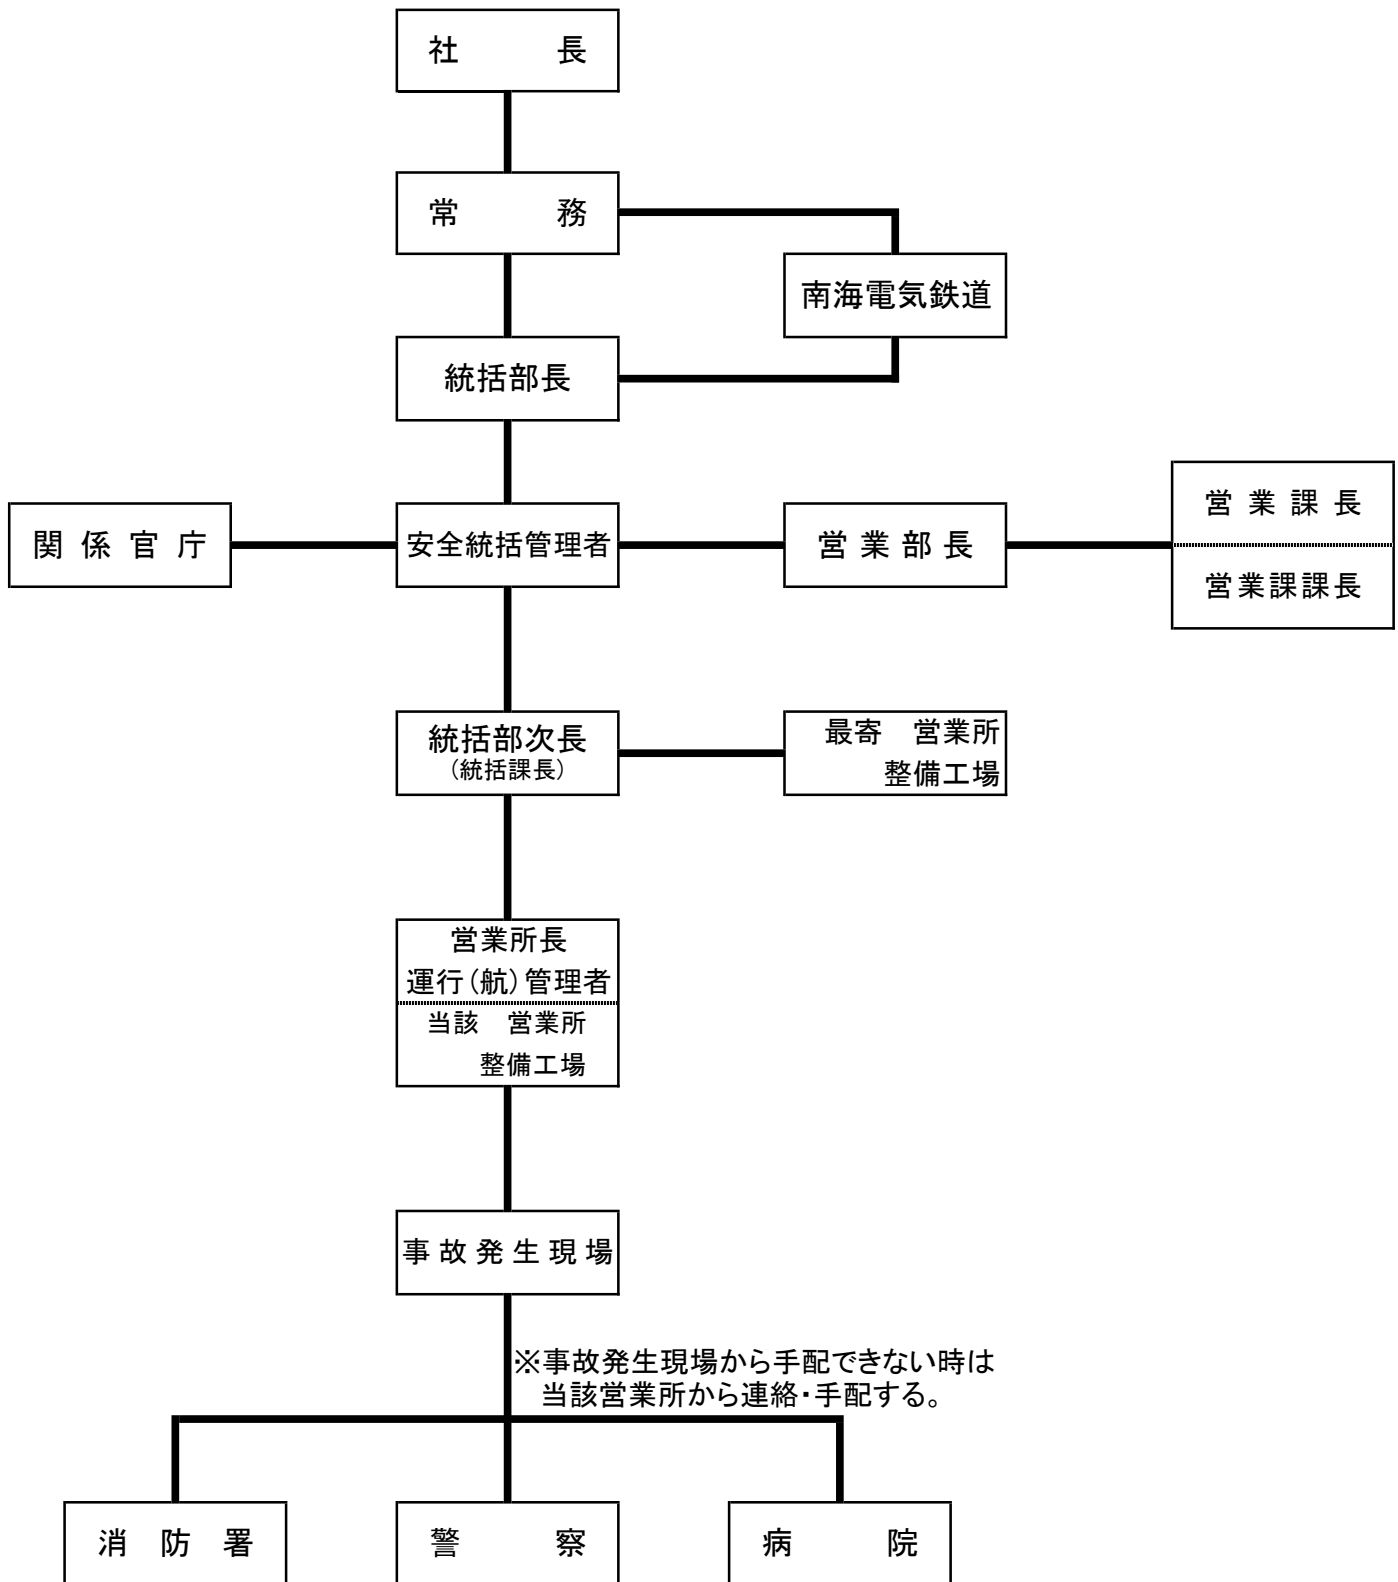 社　　　長
常　　　務
南海電気鉄道
統括部長
関 係 官 庁
安全統括管理者
営 業 部 長
営 業 課 長
営業課課長
統括部次長
(統括課長)
最寄　営業所
整備工場
営業所長
運行(航)管理者
当該　営業所
整備工場
事 故 発 生 現 場
※事故発生現場から手配できない時は
当該営業所から連絡・手配する。
消　防　署
警　　　察
病　　　院